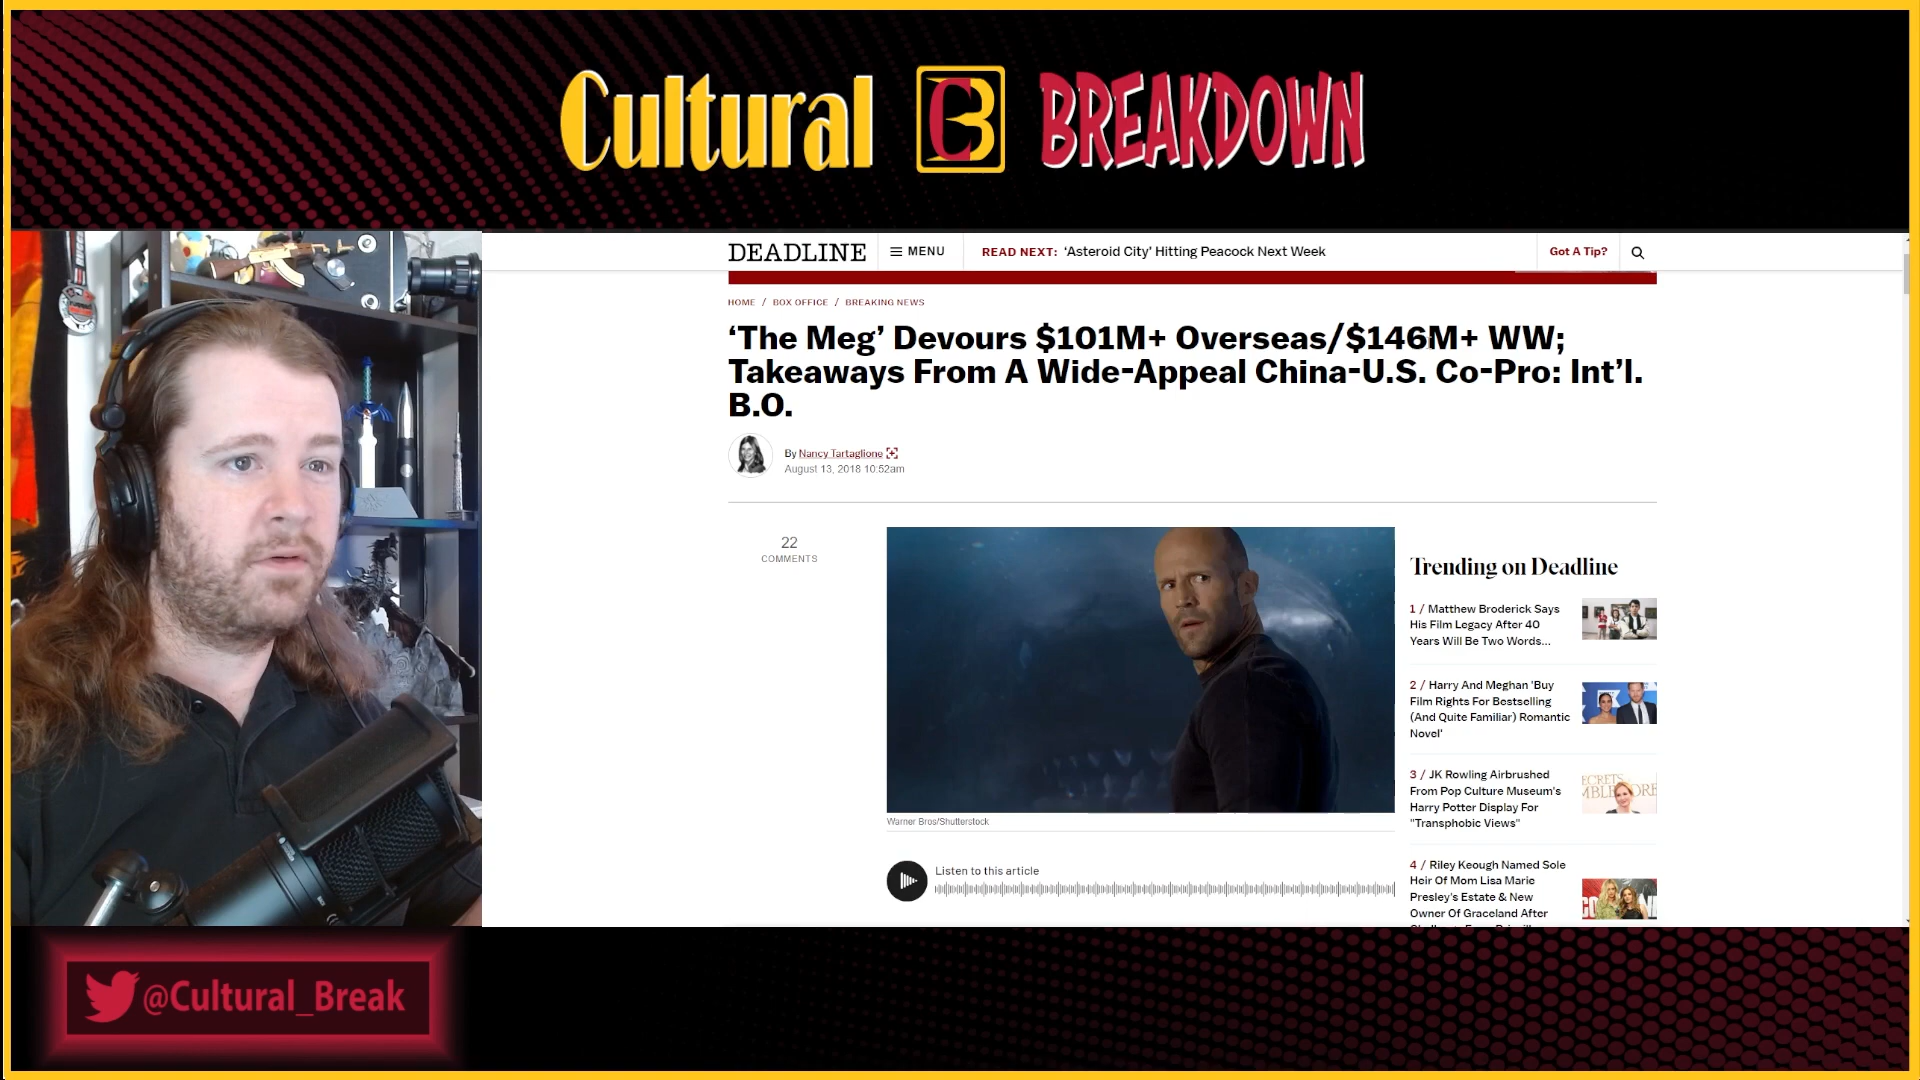 Cultural CB BREAKDOWN
DEADLINE
MENU
READ NEXT: ‘Asteroid City’ Hitting Peacock Next Week
Got A Tip?
HOME / BOX OFFICE / BREAKING NEWS
‘The Meg’ Devours $101M+ Overseas/$146M+ WW;
Takeaways From A Wide-Appeal China-U.S. Co-Pro: Int’l.
B.O.
By Nancy Tartaglione
August 13, 2018 10:52am
22
COMMENTS
Warner Bros/Shutterstock
Listen to this article
Trending on Deadline
1 / Matthew Broderick Says
His Film Legacy After 40
Years Will Be Two Words...
2 / Harry And Meghan 'Buy
Film Rights For Bestselling
(And Quite Familiar) Romantic
Novel'
3 / JK Rowling Airbrushed
From Pop Culture Museum's
Harry Potter Display For
"Transphobic Views"
4 / Riley Keough Named Sole
Heir Of Mom Lisa Marie
Presley's Estate & New
Owner Of Graceland After
@Cultural_Break